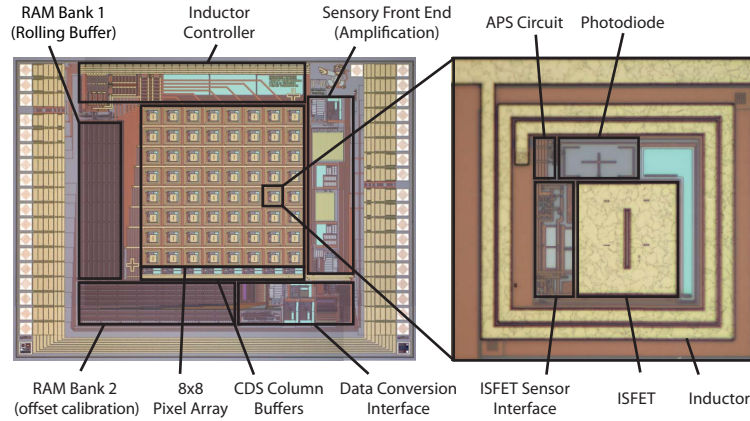 RAM Bank 1
(Rolling Buffer)
Inductor
Controller
Sensory Front End
(Amplification)
APS Circuit
Photodiode
RAM Bank 2
(offset calibration)
8x8
Pixel Array
CDS Column
Buffers
Data Conversion
Interface
ISFET Sensor
Interface
ISFET
Inductor